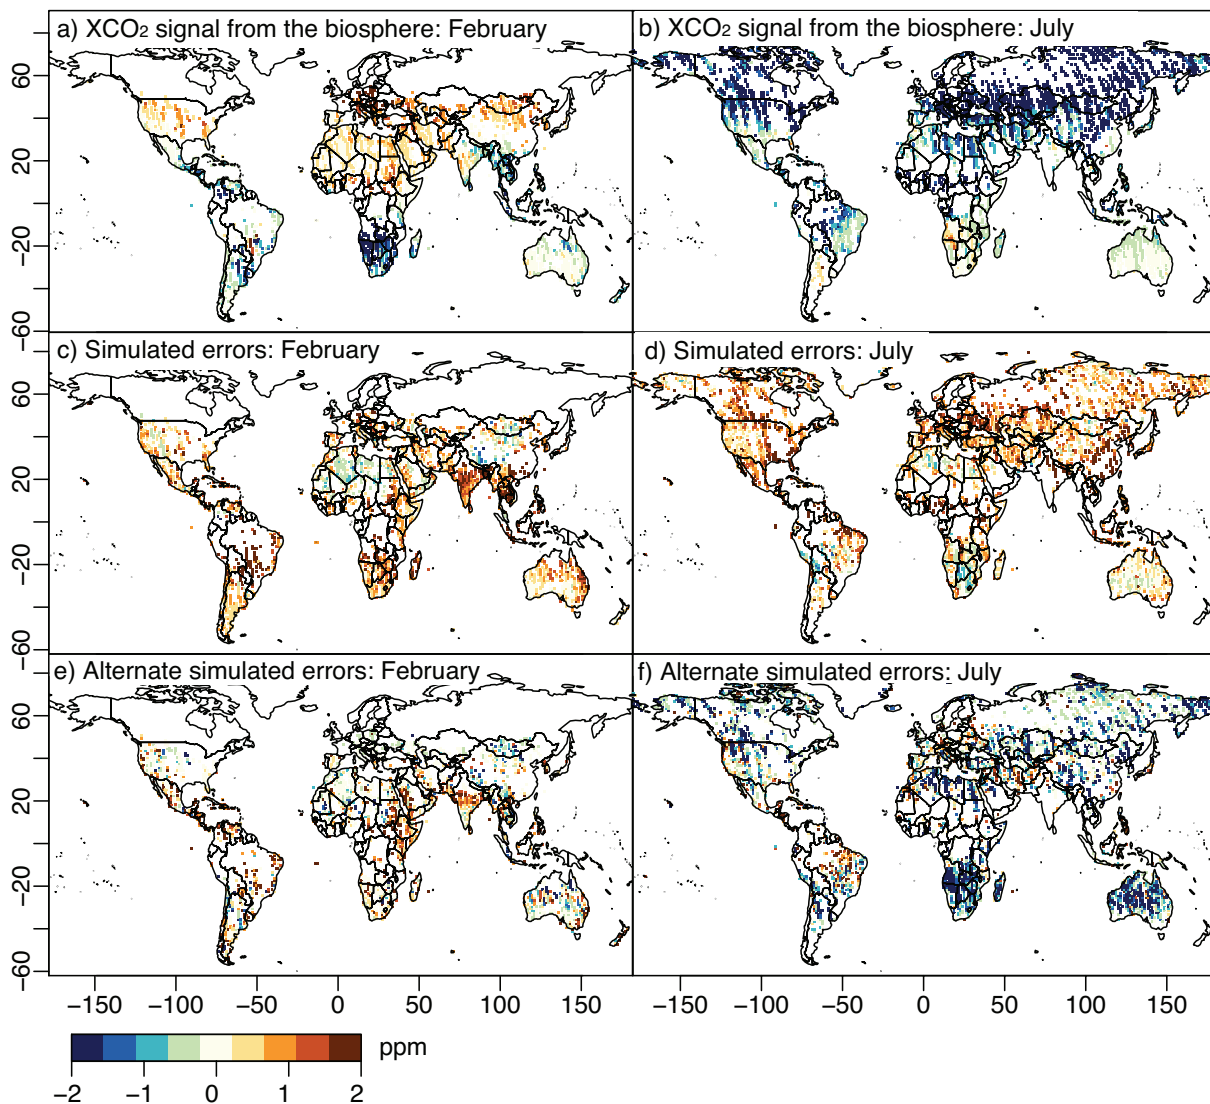 a) XCO2 signal from the biosphere: February
b) XCO2 signal from the biosphere: July
60
20
−20
−60
c) Simulated errors: February
d) Simulated errors: July
60
20
−20
−60
e) Alternate simulated errors: February
f) Alternate simulated errors: July
60
20
−20
−60
−150 −100 −50 0 50 100 150 −150 −100 −50 0 50 100 150
ppm
−2 −1 0 1 2